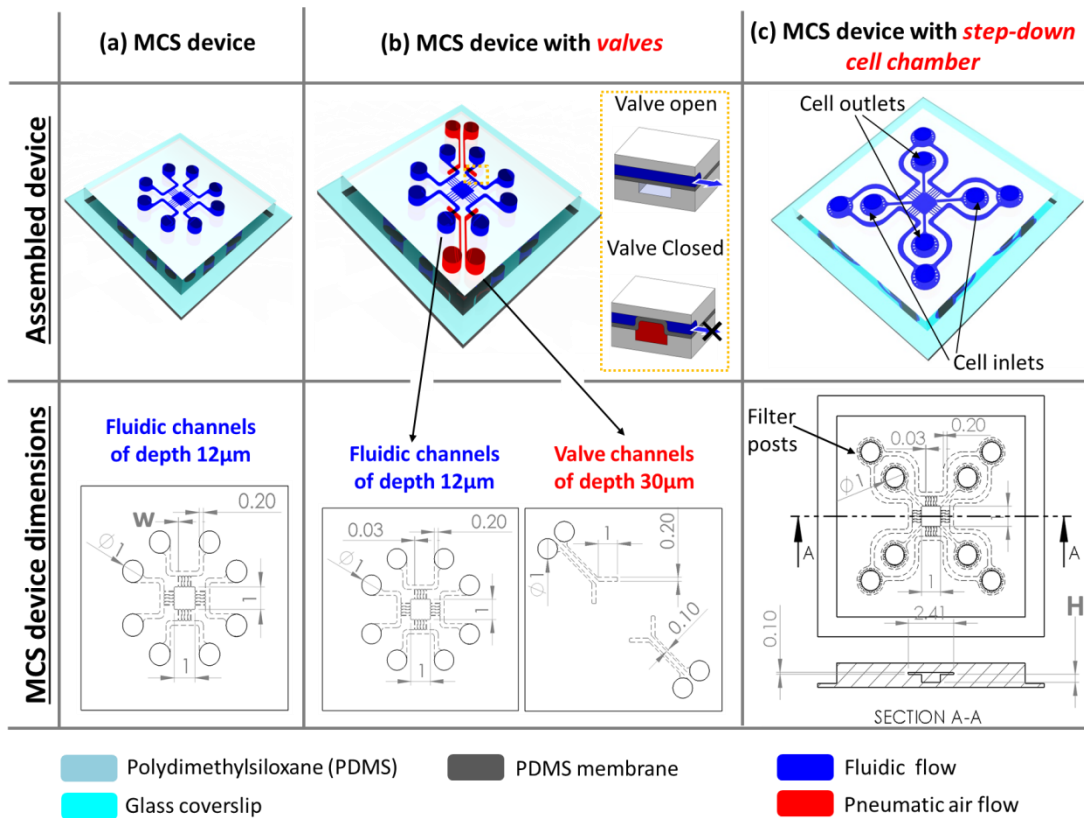 (a) MCS device
(b) MCS device with valves
(c) MCS device with step-down
cell chamber
Assembled device
Valve open
Valve Closed
Cell outlets
Cell inlets
MCS device dimensions
Fluidic channels
of depth 12µm
W
0.20
∅1
1
1
Fluidic channels
of depth 12µm
0.03
0.20
∅1
1
1
Valve channels
of depth 30µm
0.20
1
∅1
0.10
Filter
posts
0.03
0.20
∅1
1
A
A
1
2.41
0.10
H
SECTION A-A
Polydimethylsiloxane (PDMS)
PDMS membrane
Fluidic flow
Glass coverslip
Pneumatic air flow